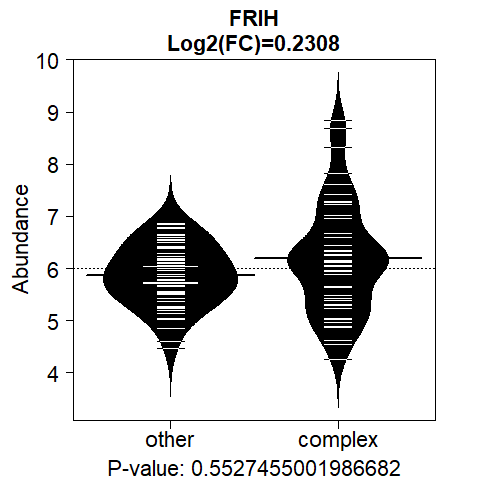 FRIH
Log2(FC)=0.2308
10
9
8
7
6
5
4
Abundance
other complex
P-value: 0.5527455001986682